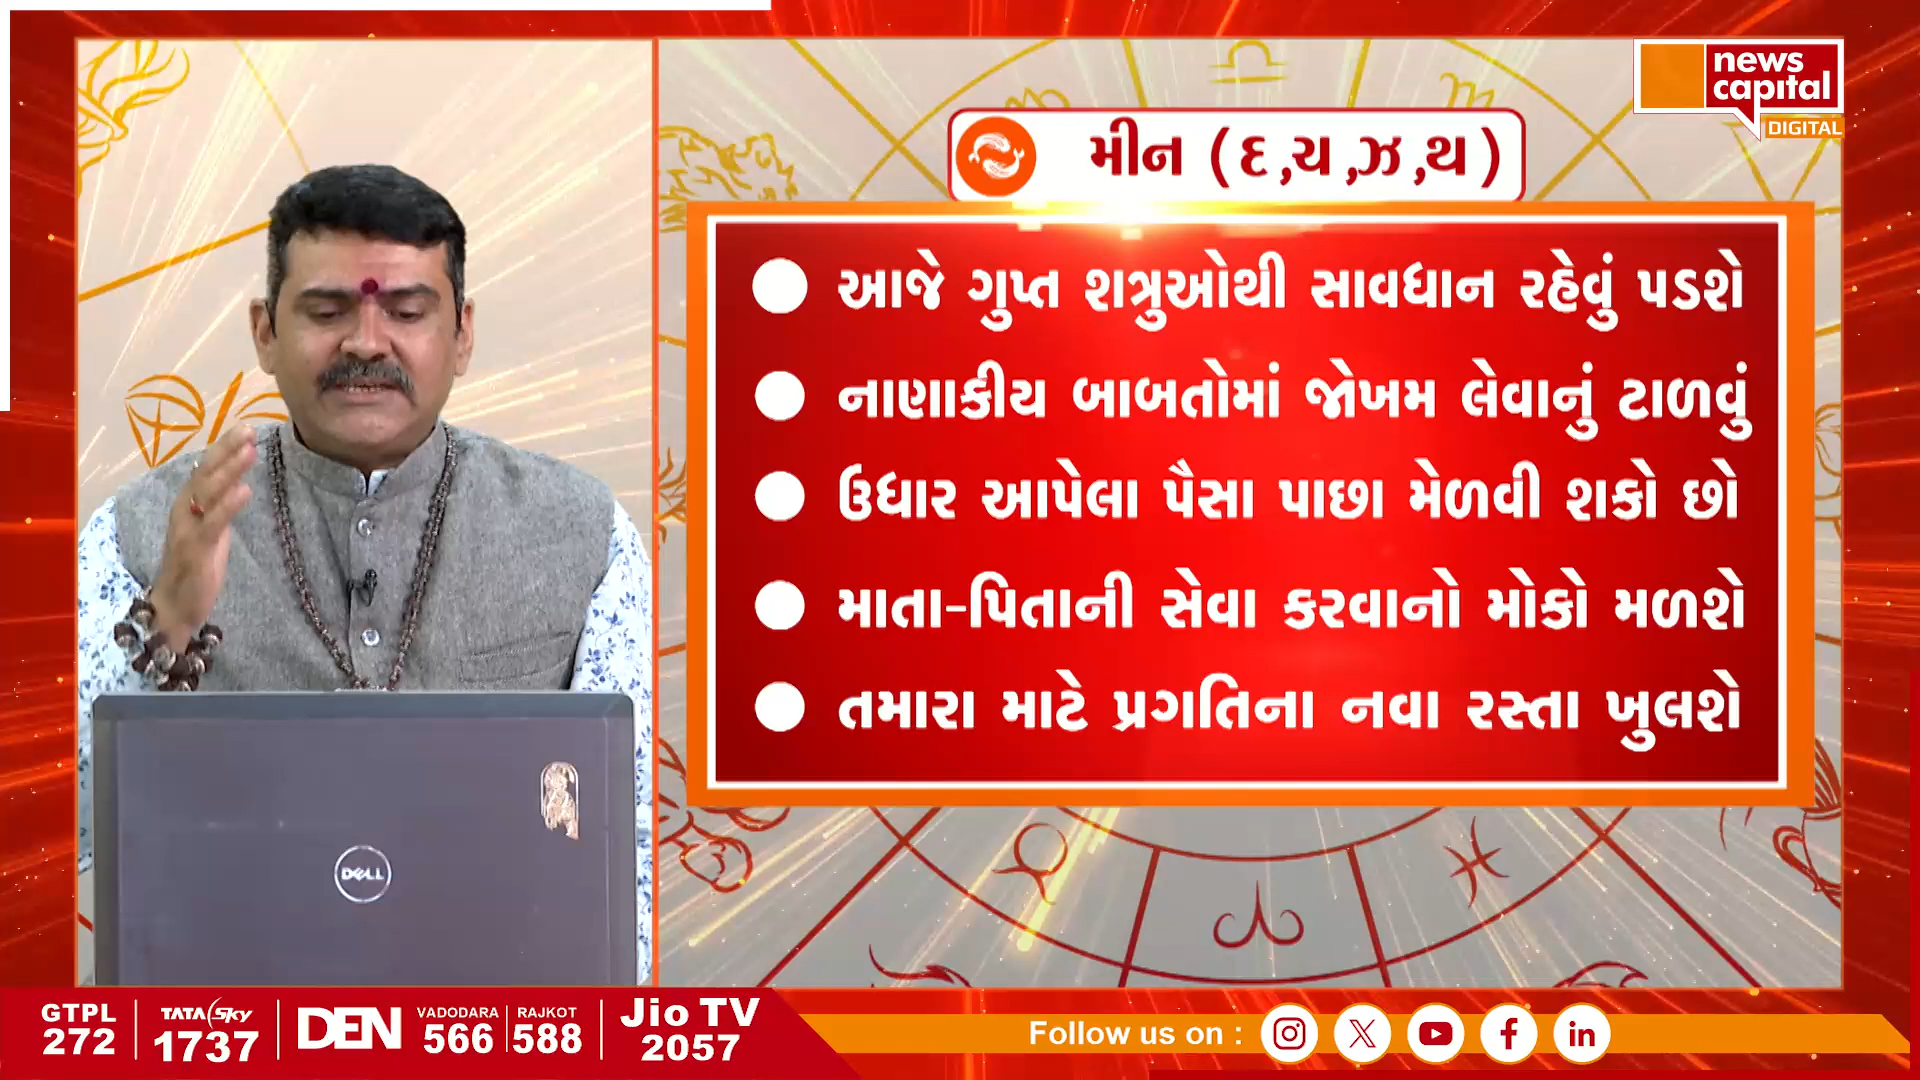 news
capital
DIGITAL
મીન (દ,ચ,ઝ,થ)
આજે ગુપ્ત શત્રુઓથી સાવધાન રહેવું પડશે
નાણાકીય બાબતોમાં જોખમ લેવાનું ટાળવું
ઉધાર આપેલા પૈસા પાછા મેળવી શકો છો
માતા-પિતાની સેવા કરવાનો મોકો મળશે
તમારા માટે પ્રગતિના નવા રસ્તા ખુલશે
DELL
GTPL
272
TATA Sky
1737
DEN
VADODARA
566
RAJKOT
588
Jio TV
2057
Follow us on :